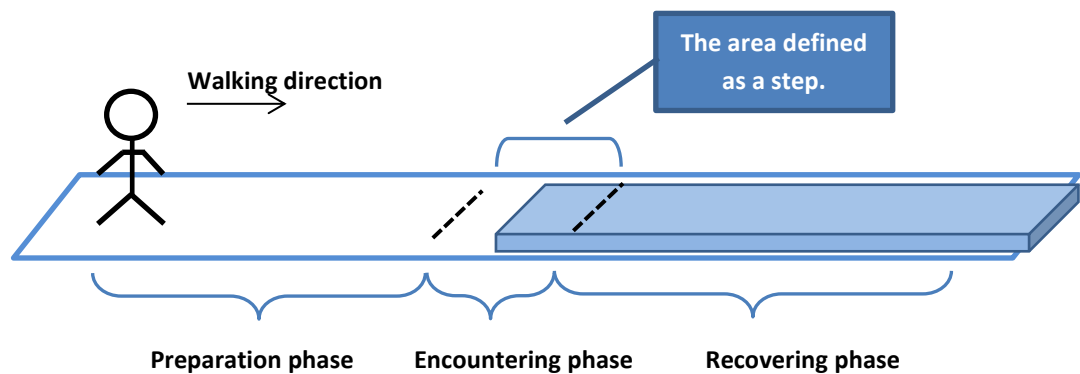 The area defined
as a step.
Walking direction
Preparation phase
Encountering phase
Recovering phase